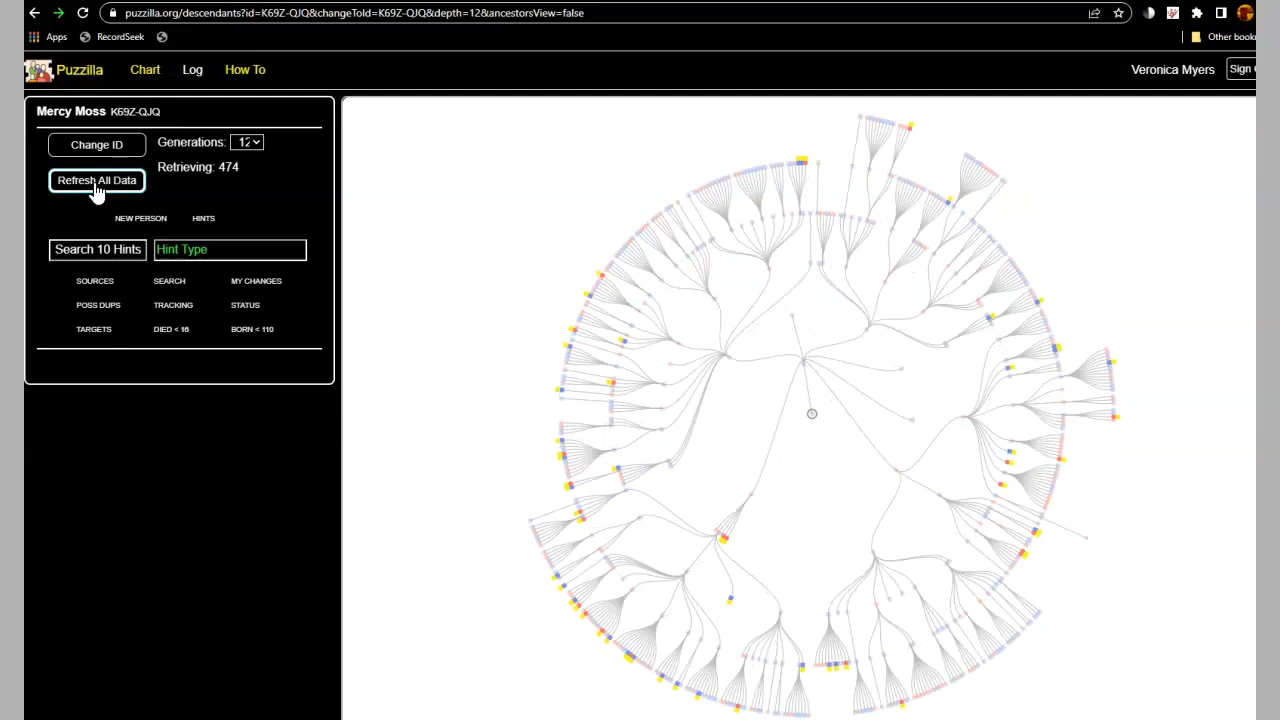 puzzilla.org/descendants?id=K69Z-QJQ&changeToId=K69Z-QJQ&depth=12&ancestorsView=false
Apps RecordSeek
Puzzilla Chart Log How To Veronica Myers Sign
Mercy Moss K69Z-QJQ
Change ID Generations: 12
Retrieving: 474
Refresh All Data
NEW PERSON HINTS
Search 10 Hints Hint Type
SOURCES SEARCH MY CHANGES
POSS DUPS TRACKING STATUS
TARGETS DIED < 16 BORN < 110